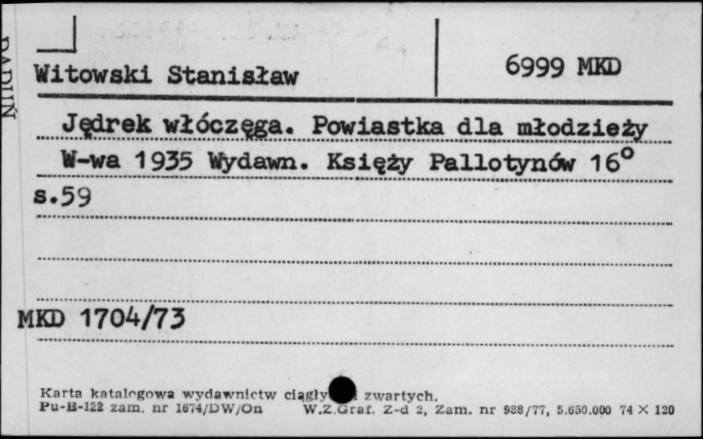 Witowski Stanisław
6999 MKD
Jędrek włóczęga. Powiastka dla młodzieży
W-wa 1935 Wydawn. Księży Pallotynów 16°
s.59
MKD 1704/73
Karta katalogowa wydawnictw zwartych.
Pu-B-122 zam. nr 1674/DW/On W.Z.Graf. Z-d 2, Zam. nr 988/77, 5.650.000 74 X 120